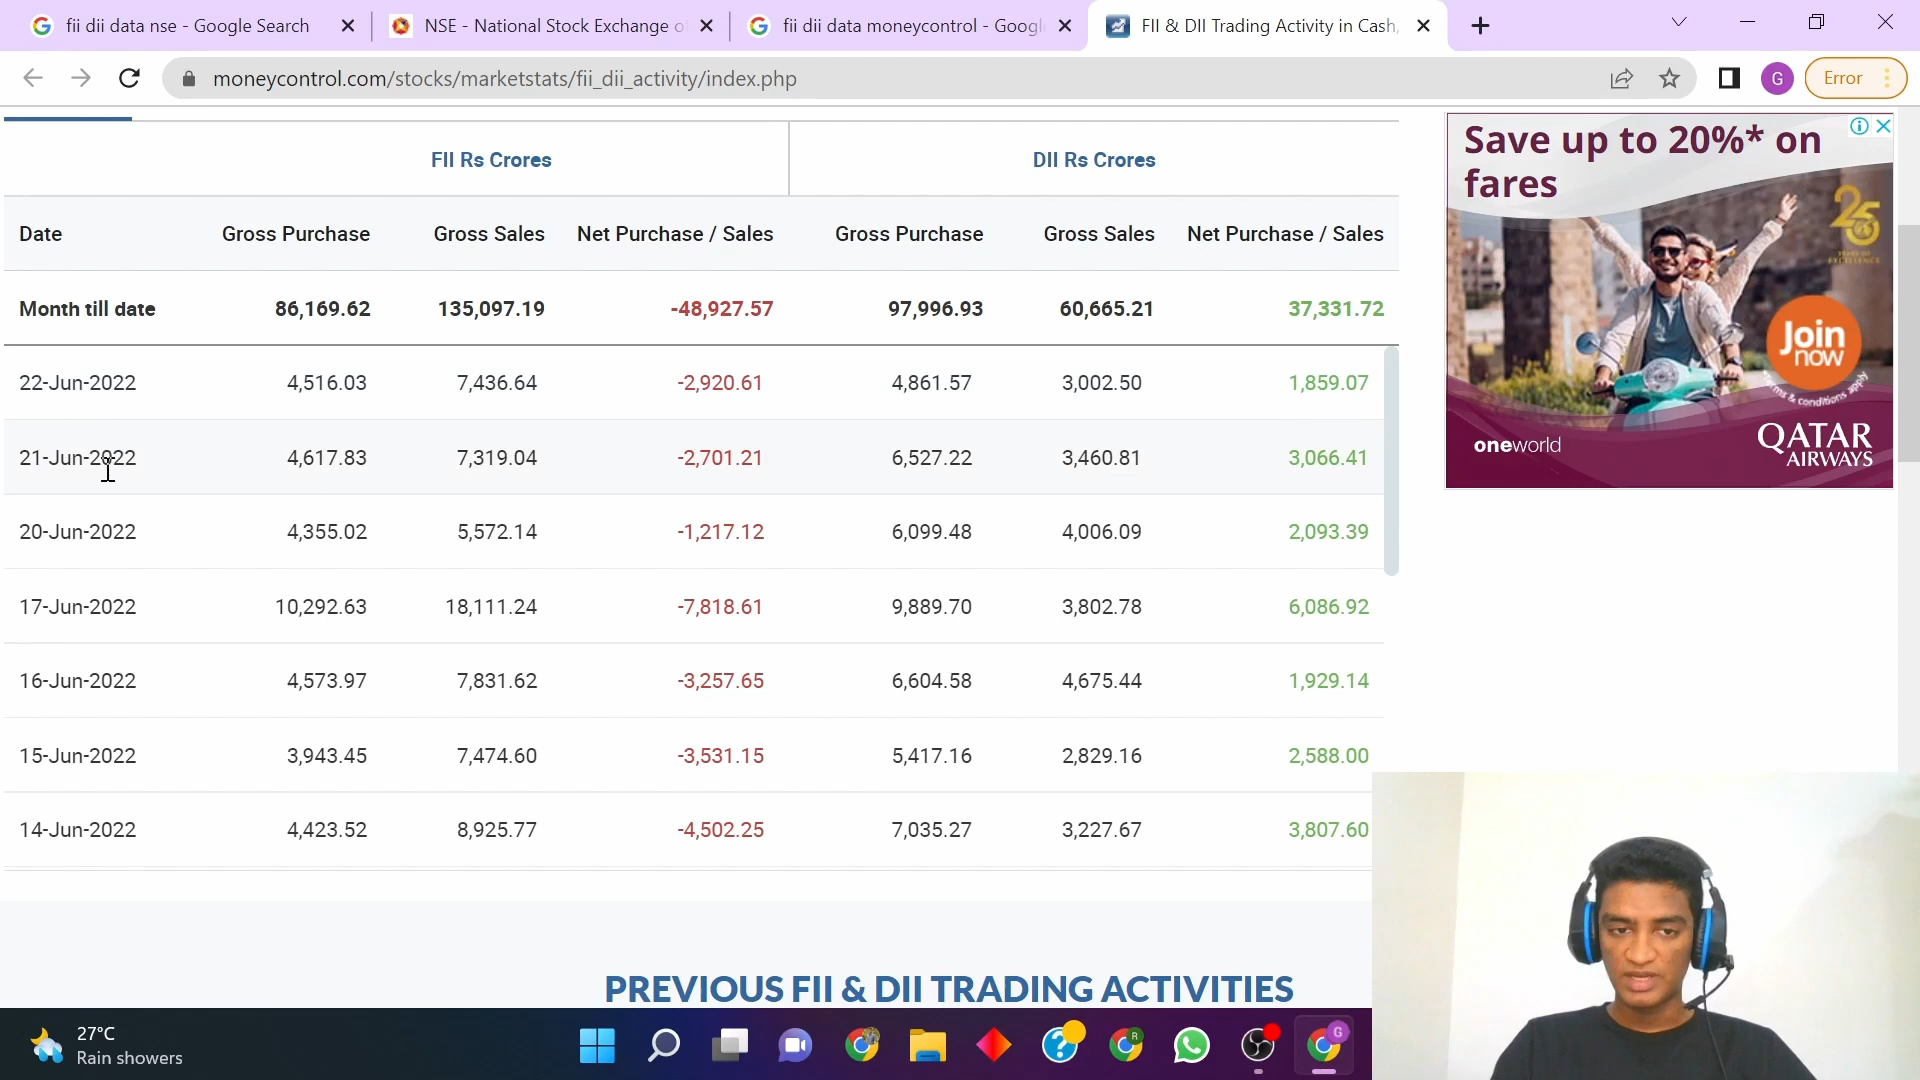 fii dii data nse - Google Search
NSE - National Stock Exchange o
fii dii data moneycontrol - Googl
FII & DII Trading Activity in Cash,
moneycontrol.com/stocks/marketstats/fii_dii_activity/index.php
G
Error
FII Rs Crores DII Rs Crores
Date Gross Purchase Gross Sales Net Purchase / Sales Gross Purchase Gross Sales Net Purchase / Sales
Month till date 86,169.62 135,097.19 -48,927.57 97,996.93 60,665.21 37,331.72
22-Jun-2022 4,516.03 7,436.64 -2,920.61 4,861.57 3,002.50 1,859.07
21-Jun-2022 4,617.83 7,319.04 -2,701.21 6,527.22 3,460.81 3,066.41
20-Jun-2022 4,355.02 5,572.14 -1,217.12 6,099.48 4,006.09 2,093.39
17-Jun-2022 10,292.63 18,111.24 -7,818.61 9,889.70 3,802.78 6,086.92
16-Jun-2022 4,573.97 7,831.62 -3,257.65 6,604.58 4,675.44 1,929.14
15-Jun-2022 3,943.45 7,474.60 -3,531.15 5,417.16 2,829.16 2,588.00
14-Jun-2022 4,423.52 8,925.77 -4,502.25 7,035.27 3,227.67 3,807.60
PREVIOUS FII & DII TRADING ACTIVITIES
Save up to 20%* on
fares
25
Join
now
& conditions apply
oneworld
QATAR
AIRWAYS
27°C
Rain showers
R
G